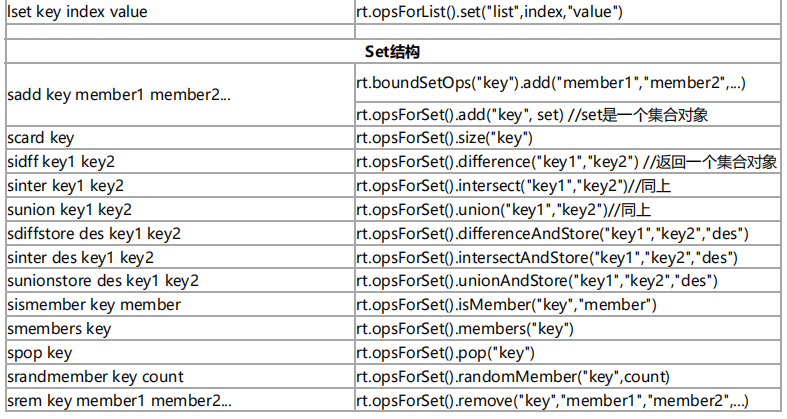 lset key index value rt.opsForList().set("list",index,"value")
Set结构
sadd key member1 member2... rt.boundSetOps("key").add("member1","member2",...)
rt.opsForSet().add("key", set) //set是一个集合对象
scard key rt.opsForSet().size("key")
sidff key1 key2 rt.opsForSet().difference("key1","key2") //返回一个集合对象
sinter key1 key2 rt.opsForSet().intersect("key1","key2")//同上
sunion key1 key2 rt.opsForSet().union("key1","key2")//同上
sdiffstore des key1 key2 rt.opsForSet().differenceAndStore("key1","key2","des")
sinter des key1 key2 rt.opsForSet().intersectAndStore("key1","key2","des")
sunionstore des key1 key2 rt.opsForSet().unionAndStore("key1","key2","des")
sismember key member rt.opsForSet().isMember("key","member")
smembers key rt.opsForSet().members("key")
spop key rt.opsForSet().pop("key")
srandmember key count rt.opsForSet().randomMember("key",count)
srem key member1 member2... rt.opsForSet().remove("key","member1","member2",...)